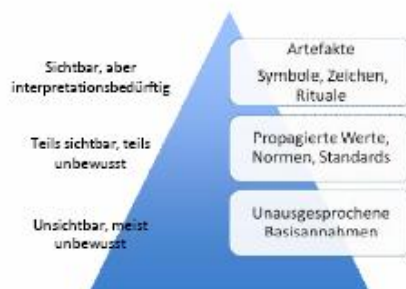 Sichtbar, aber
interpretationsbedürftig
Artefakte
Symbole, Zeichen,
Rituale
Teils sichtbar, teils
unbewusst
Propagierte Werte,
Normen, Standards
Unsichtbar, meist
unbewusst
Unausgesprochene
Basisannahmen